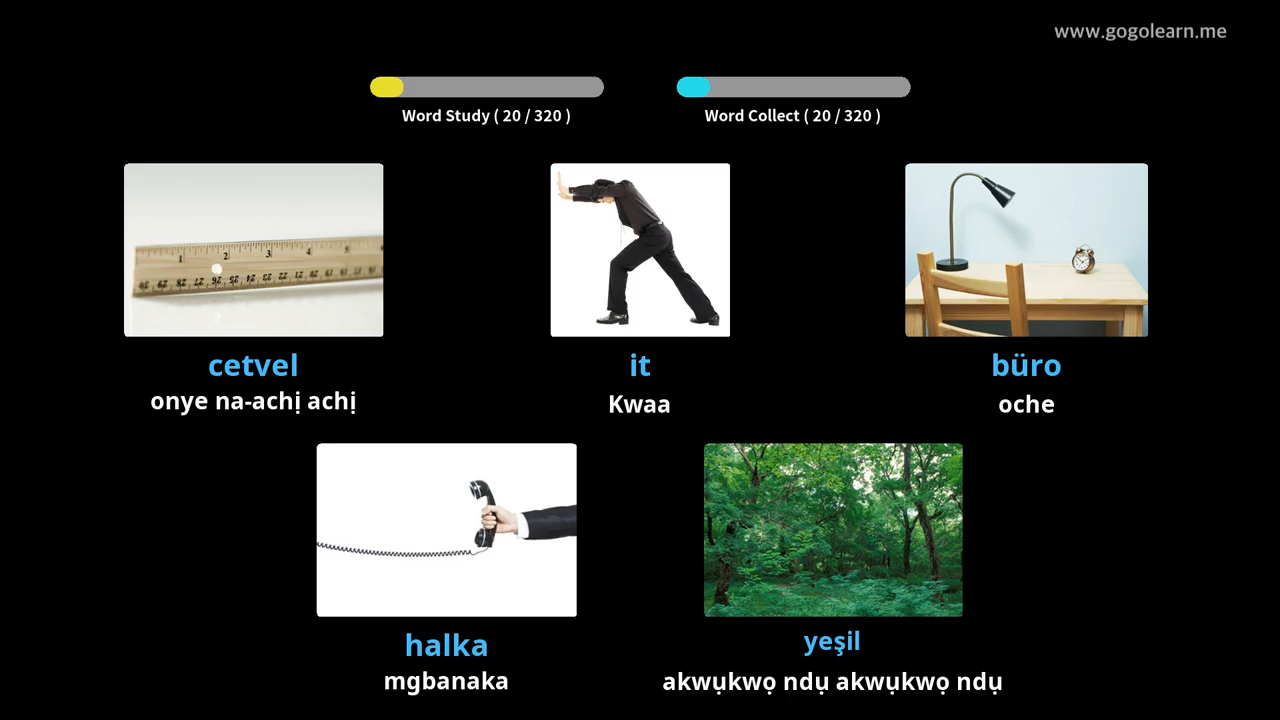 www.gogolearn.me
Word Study ( 20 / 320 )
Word Collect ( 20 / 320 )
cetvel
onye na-achị achị
it
Kwaa
büro
oche
halka
mgbanaka
yeşil
akwụkwọ ndụ akwụkwọ ndụ